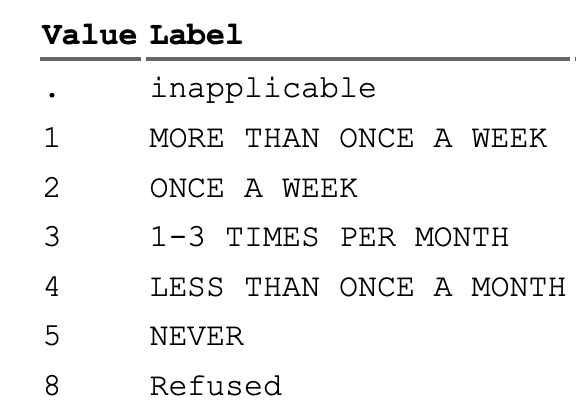 Value Label
. inapplicable
1 MORE THAN ONCE A WEEK
2 ONCE A WEEK
3 1-3 TIMES PER MONTH
4 LESS THAN ONCE A MONTH
5 NEVER
8 Refused